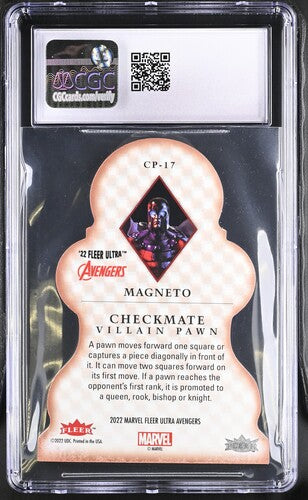 CGC
CGCcards.com/verify
CP-17
'22 FLEER ULTRA™
AVENGERS
MAGNETO
CHECKMATE
VILLAIN PAWN
A pawn moves forward one square or
captures a piece diagonally in front of
it. It can move two squares forward on
its first move. If a pawn reaches the
opponent's first rank, it is promoted to
a queen, rook, bishop or knight.
2022 MARVEL FLEER ULTRA AVENGERS
FLEER
©2022 UDC. Printed in the USA.
MARVEL
© MARVEL